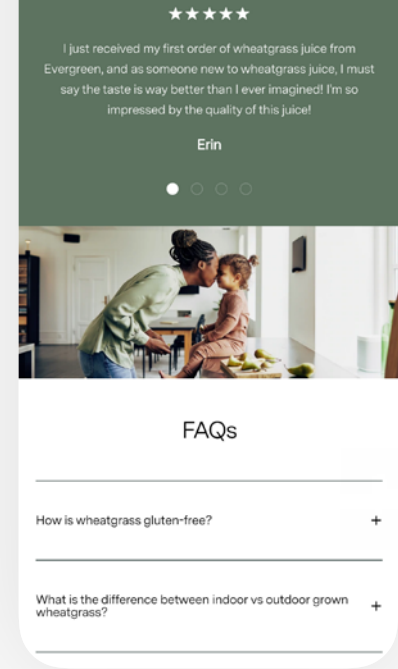 ★★★★★
I just received my first order of wheatgrass juice from
Evergreen, and as someone new to wheatgrass juice, I must
say the taste is way better than I ever imagined! I'm so
impressed by the quality of this juice!
Erin
FAQs
How is wheatgrass gluten-free? +
What is the difference between indoor vs outdoor grown
wheatgrass? +